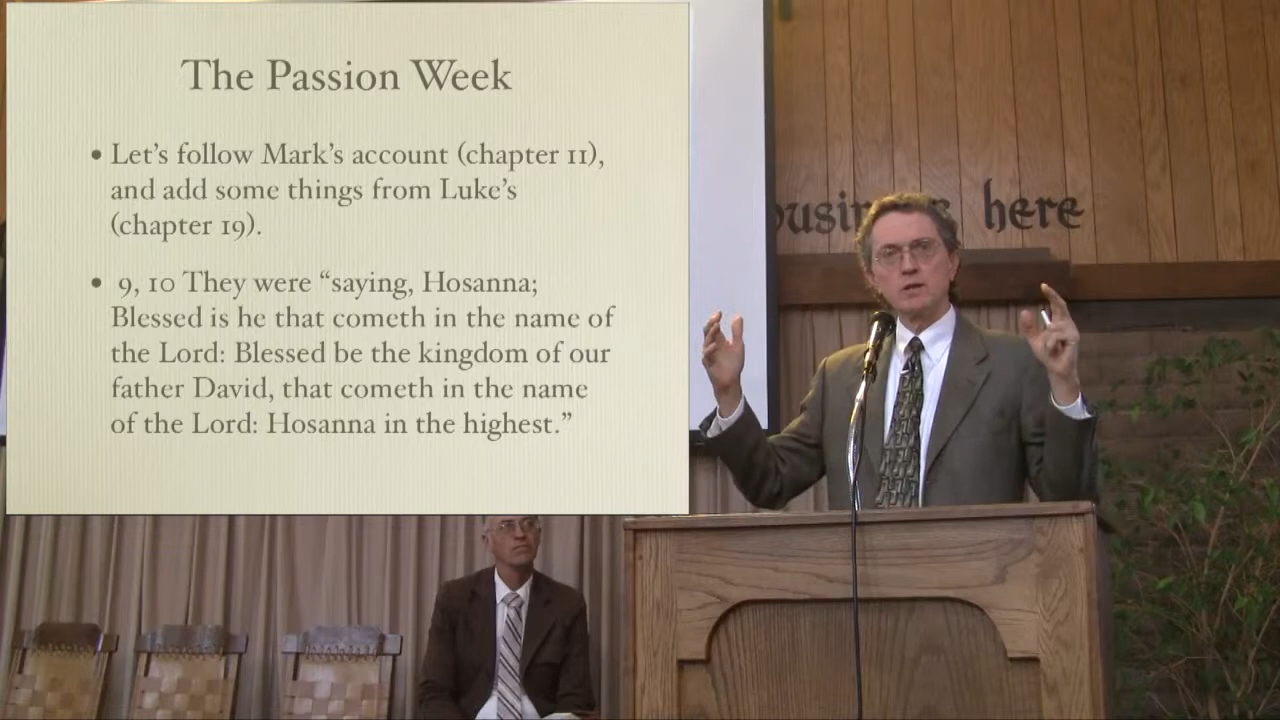 The Passion Week
• Let’s follow Mark’s account (chapter 11),
and add some things from Luke’s
(chapter 19).
• 9, 10 They were “saying, Hosanna;
Blessed is he that cometh in the name of
the Lord: Blessed be the kingdom of our
father David, that cometh in the name
of the Lord: Hosanna in the highest.”
here